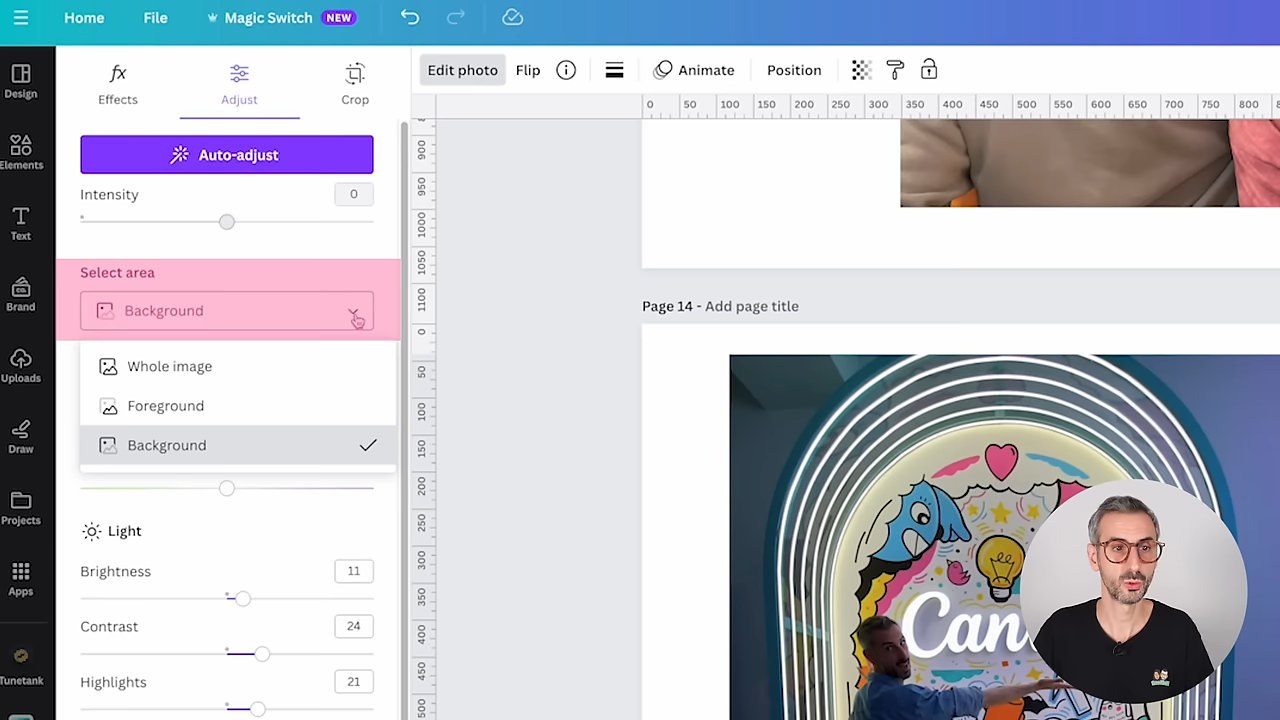 Home File Magic Switch NEW
Design
Elements
Text
Brand
Uploads
Draw
Projects
Apps
Tunetank
Effects Adjust Crop
Auto-adjust
Intensity 0
Select area
Background
Whole image
Foreground
Background
Light
Brightness 11
Contrast 24
Highlights 21
Edit photo Flip Animate Position
0 50 100 150 200 250 300 350 400 450 500 550 600 650 700 750 800
900
950
1000
1050
1100
0
50
100
150
200
250
300
350
400
450
500
Page 14 - Add page title